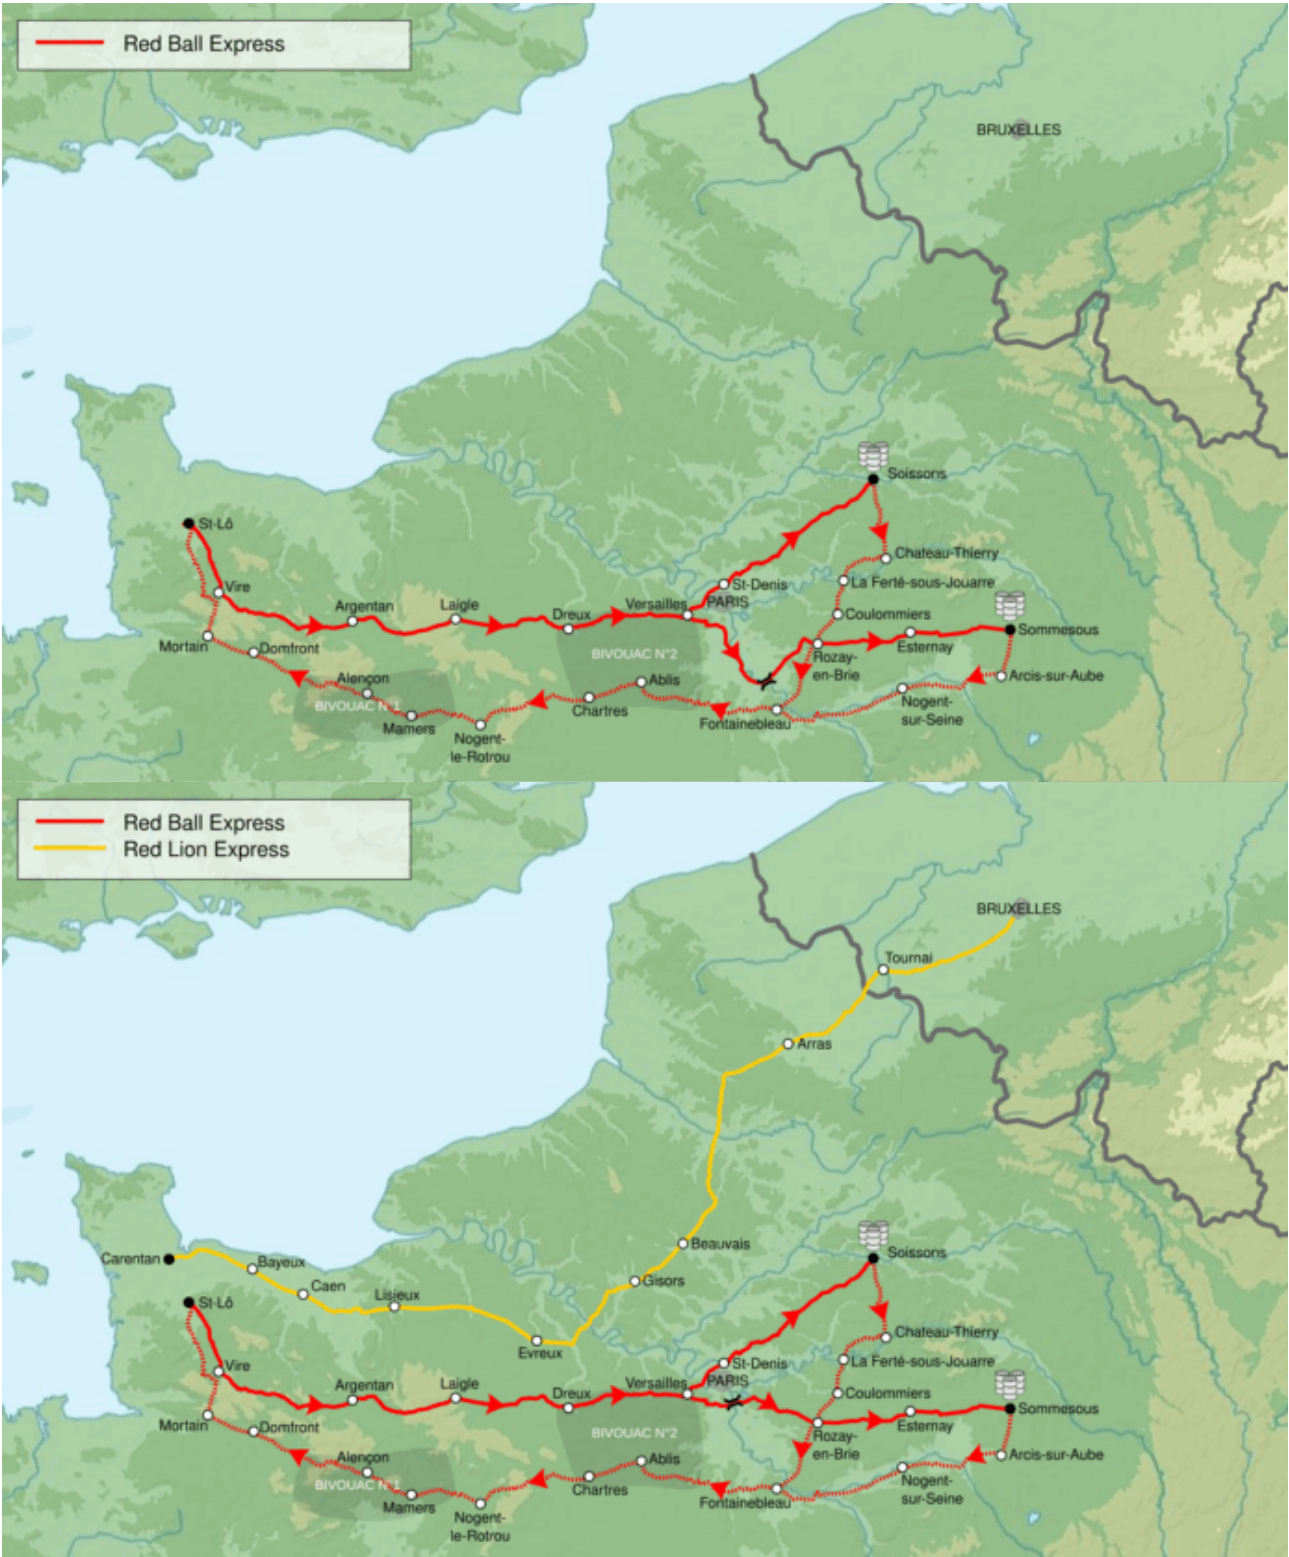 Red Ball Express
BRUXELLES
Soissons
St-Lô
Chateau-Thierry
Vire
St-Denis
La Ferté-sous-Jouarre
Argentan
Laigle
Dreux
Versailles
PARIS
Coulommiers
Sommesous
Mortain
Domfront
BIVOUAC N°2
Rozay-
en-Brie
Esternay
Alençon
BIVOUAC N°1
Ablis
Arcis-sur-Aube
Mamers
Chartres
Fontainebleau
Nogent-
sur-Seine
Nogent-
le-Rotrou
Red Ball Express
Red Lion Express
BRUXELLES
Tournai
Arras
Beauvais
Carentan
Bayeux
Soissons
Caen
Lisieux
Gisors
St-Lô
Evreux
Chateau-Thierry
Vire
St-Denis
La Ferté-sous-Jouarre
Argentan
Laigle
Dreux
Versailles
PARIS
Coulommiers
Sommesous
Mortain
Domfront
BIVOUAC N°2
Rozay-
en-Brie
Esternay
Alençon
BIVOUAC N°1
Ablis
Arcis-sur-Aube
Mamers
Chartres
Fontainebleau
Nogent-
sur-Seine
Nogent-
le-Rotrou